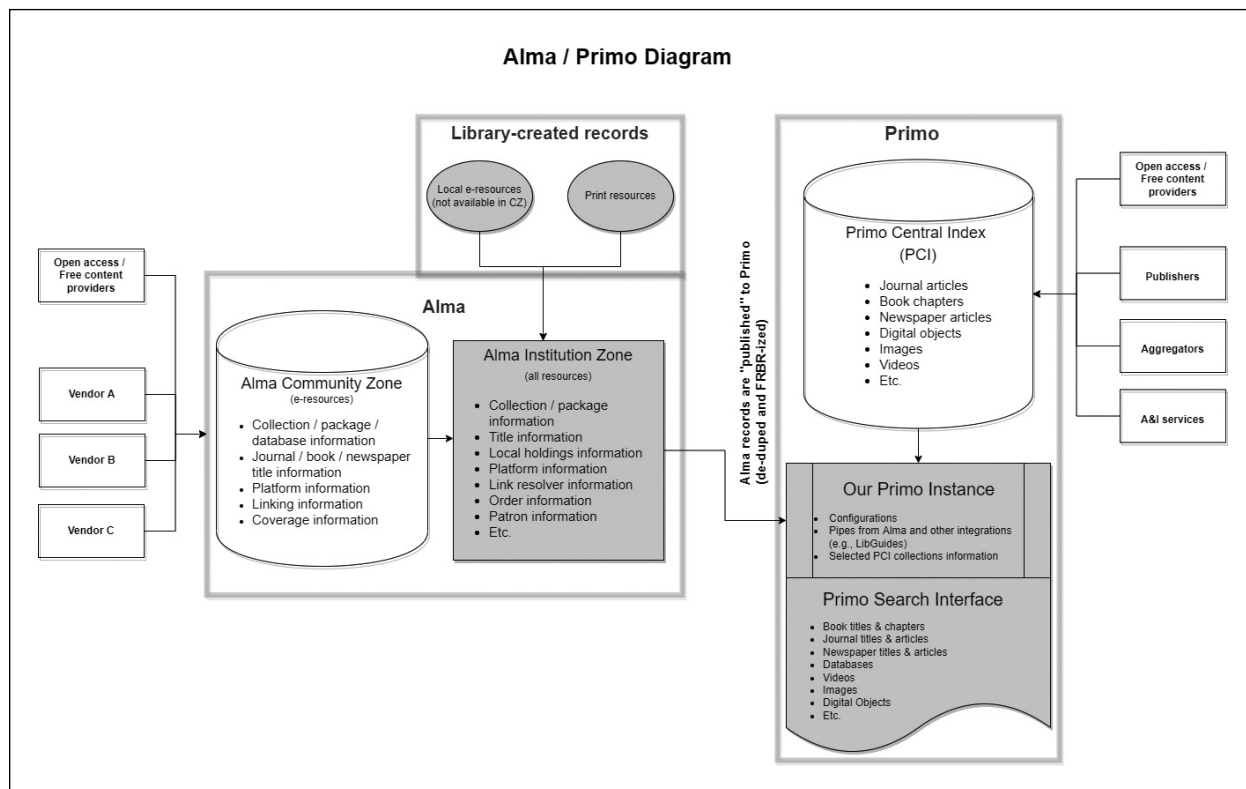 Alma / Primo Diagram
Library-created records
Local e-resources
(not available in CZ)
Print resources
Open access /
Free content
providers
Vendor A
Vendor B
Vendor C
Alma
Alma Community Zone
(e-resources)
• Collection / package /
database information
• Journal / book / newspaper
title information
• Platform information
• Linking information
• Coverage information
Alma Institution Zone
(all resources)
• Collection / package
information
• Title information
• Local holdings information
• Platform information
• Link resolver information
• Order information
• Patron information
• Etc.
Alma records are "published" to Primo
(de-duped and FRBR-ized)
Primo
Primo Central Index
(PCI)
• Journal articles
• Book chapters
• Newspaper articles
• Digital objects
• Images
• Videos
• Etc.
Open access /
Free content
providers
Publishers
Aggregators
A&I services
Our Primo Instance
• Configurations
• Pipes from Alma and other integrations
(e.g., LibGuides)
• Selected PCI collections information
Primo Search Interface
• Book titles & chapters
• Journal titles & articles
• Newspaper titles & articles
• Databases
• Videos
• Images
• Digital Objects
• Etc.